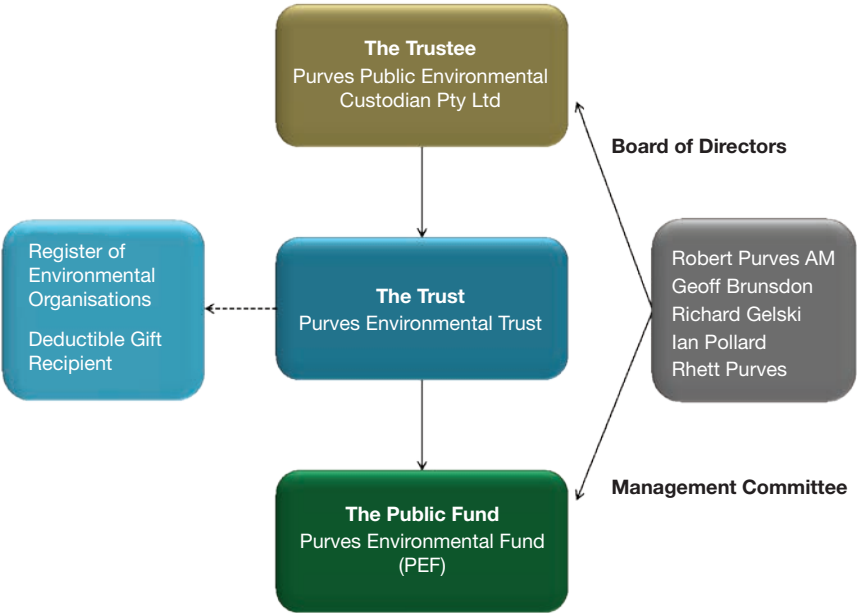 The Trustee
Purves Public Environmental
Custodian Pty Ltd
Board of Directors
Register of
Environmental
Organisations
Deductible Gift
Recipient
The Trust
Purves Environmental Trust
Robert Purves AM
Geoff Brunsdon
Richard Gelski
Ian Pollard
Rhett Purves
Management Committee
The Public Fund
Purves Environmental Fund
(PEF)